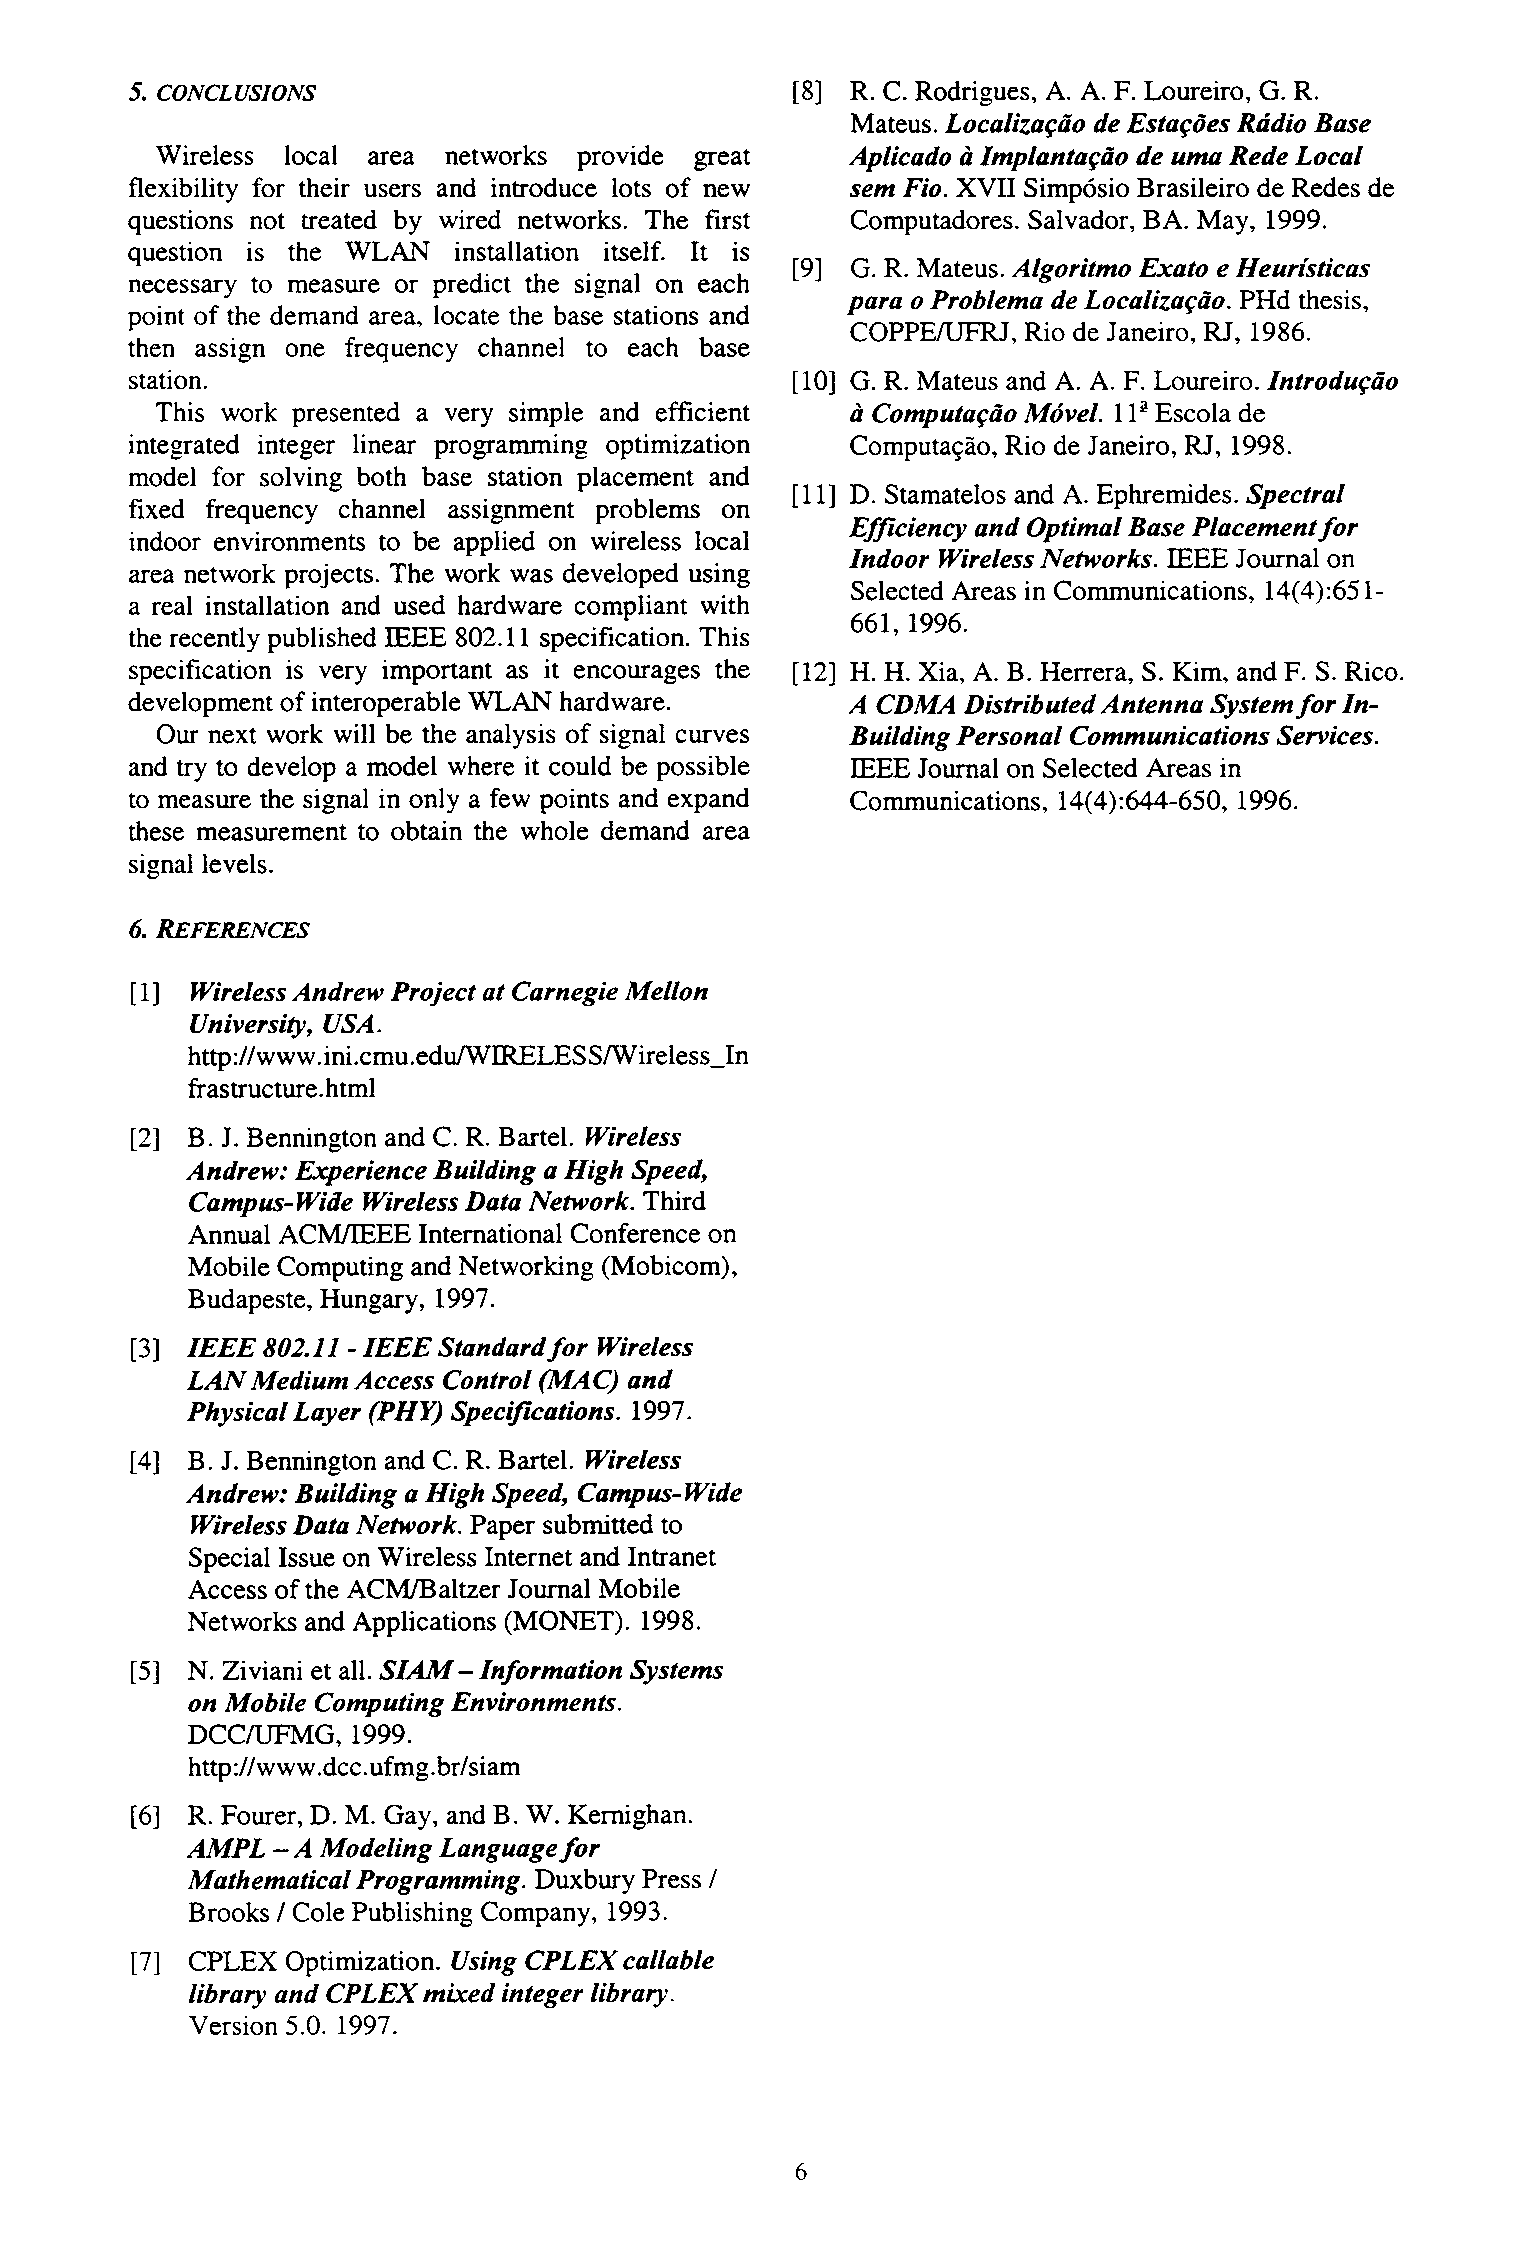 5. CONCLUSIONS
Wireless local area networks provide great
flexibility for their users and introduce lots of new
questions not treated by wired networks. The first
question is the WLAN installation itself. It is
necessary to measure or predict the signal on each
point of the demand area, locate the base stations and
then assign one frequency channel to each base
station.
This work presented a very simple and efficient
integrated integer linear programming optimization
model for solving both base station placement and
fixed frequency channel assignment problems on
indoor environments to be applied on wireless local
area network projects. The work was developed using
a real installation and used hardware compliant with
the recently published IEEE 802.11 specification. This
specification is very important as it encourages the
development of interoperable WLAN hardware.
Our next work will be the analysis of signal curves
and try to develop a model where it could be possible
to measure the signal in only a few points and expand
these measurement to obtain the whole demand area
signal levels.
6. REFERENCES
[1] Wireless Andrew Project at Carnegie Mellon
University, USA.
http://www.ini.cmu.edu/WIRELESS/Wireless_In
frastructure.html
[2] B. J. Bennington and C. R. Bartel. Wireless
Andrew: Experience Building a High Speed,
Campus-Wide Wireless Data Network. Third
Annual ACM/IEEE International Conference on
Mobile Computing and Networking (Mobicom),
Budapeste, Hungary, 1997.
[3] IEEE 802.11 - IEEE Standard for Wireless
LAN Medium Access Control (MAC) and
Physical Layer (PHY) Specifications. 1997.
[4] B. J. Bennington and C. R. Bartel. Wireless
Andrew: Building a High Speed, Campus-Wide
Wireless Data Network. Paper submitted to
Special Issue on Wireless Internet and Intranet
Access of the ACM/Baltzer Journal Mobile
Networks and Applications (MONET). 1998.
[5] N. Ziviani et all. SIAM – Information Systems
on Mobile Computing Environments.
DCC/UFMG, 1999.
http://www.dcc.ufmg.br/siam
[6] R. Fourer, D. M. Gay, and B. W. Kernighan.
AMPL – A Modeling Language for
Mathematical Programming. Duxbury Press /
Brooks / Cole Publishing Company, 1993.
[7] CPLEX Optimization. Using CPLEX callable
library and CPLEX mixed integer library.
Version 5.0. 1997.
[8] R. C. Rodrigues, A. A. F. Loureiro, G. R.
Mateus. Localização de Estações Rádio Base
Aplicado à Implantação de uma Rede Local
sem Fio. XVII Simpósio Brasileiro de Redes de
Computadores. Salvador, BA. May, 1999.
[9] G. R. Mateus. Algoritmo Exato e Heurísticas
para o Problema de Localização. PHd thesis,
COPPE/UFRJ, Rio de Janeiro, RJ, 1986.
[10] G. R. Mateus and A. A. F. Loureiro. Introdução
à Computação Móvel. 11ª Escola de
Computação, Rio de Janeiro, RJ, 1998.
[11] D. Stamatelos and A. Ephremides. Spectral
Efficiency and Optimal Base Placement for
Indoor Wireless Networks. IEEE Journal on
Selected Areas in Communications, 14(4):651-
661, 1996.
[12] H. H. Xia, A. B. Herrera, S. Kim, and F. S. Rico.
A CDMA Distributed Antenna System for In-
Building Personal Communications Services.
IEEE Journal on Selected Areas in
Communications, 14(4):644-650, 1996.
6